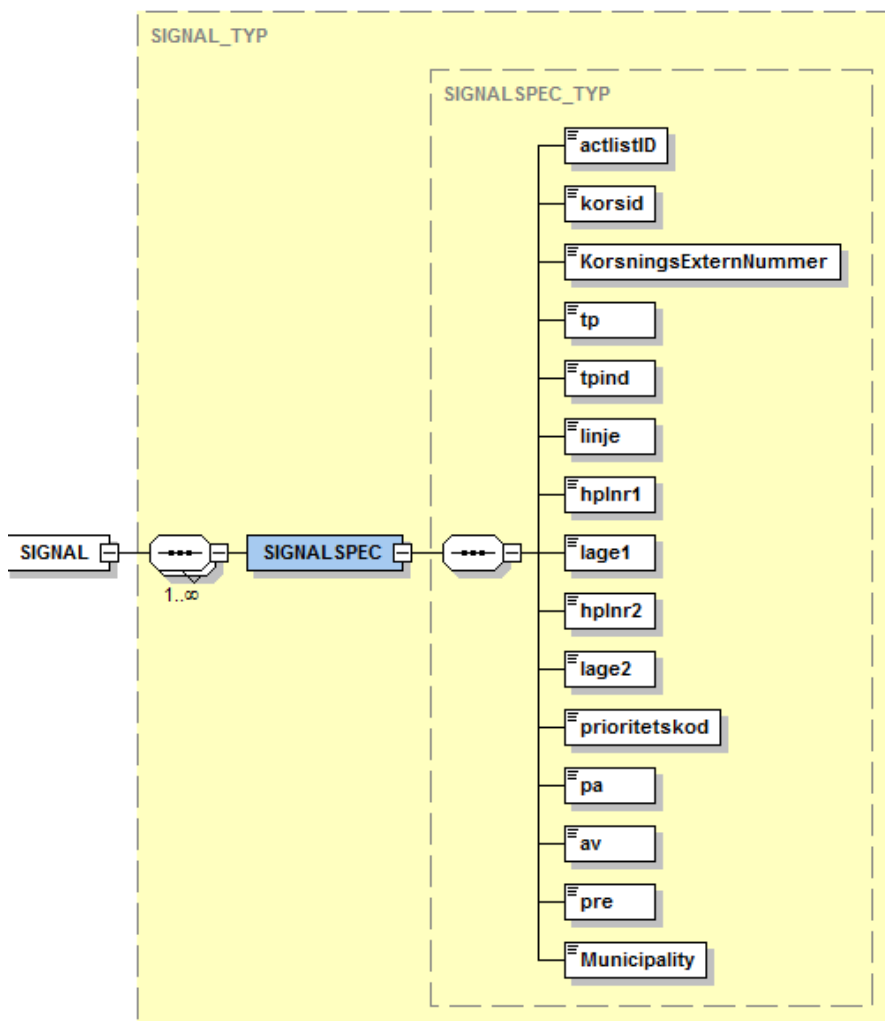 SIGNAL_TYP
SIGNALSPEC_TYP
actlistID
korsid
KorsningsExternNummer
tp
tpind
linje
hplnr1
SIGNAL
SIGNALSPEC
lage1
1..∞
hplnr2
lage2
prioritetskod
pa
av
pre
Municipality